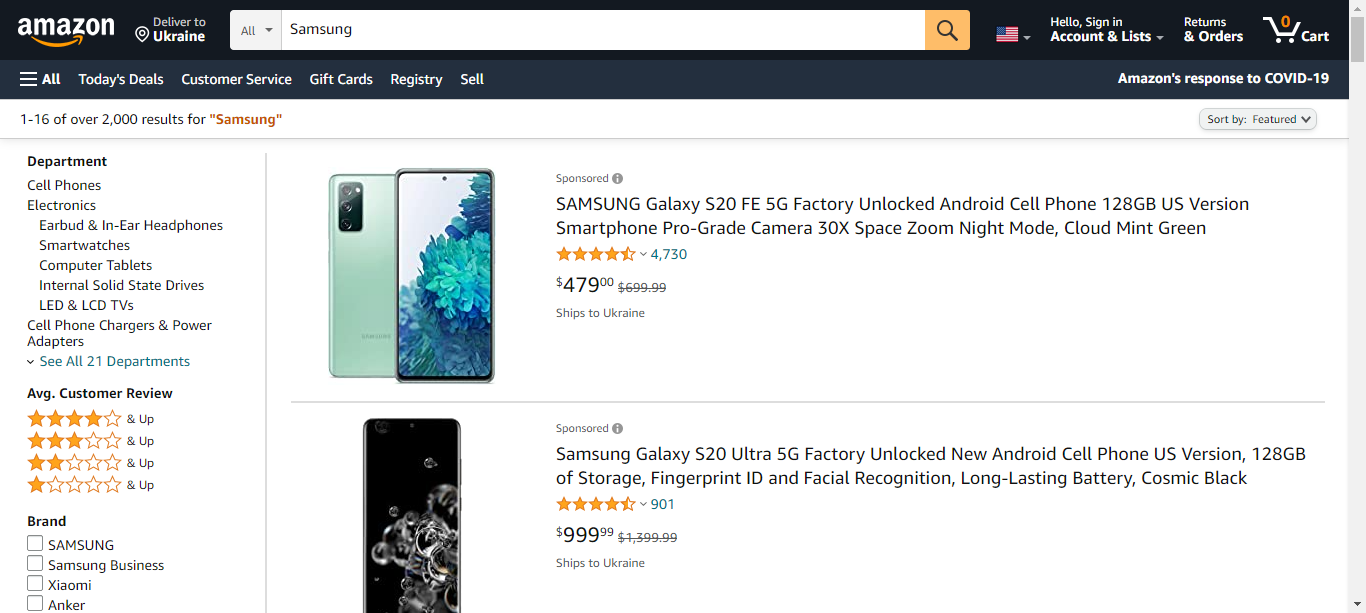 amazon
Deliver to
Ukraine
All
Samsung
Hello, Sign in
Account & Lists
Returns
& Orders
0
Cart
All
Today's Deals
Customer Service
Gift Cards
Registry
Sell
Amazon's response to COVID-19
1-16 of over 2,000 results for "Samsung"
Sort by: Featured
Department
Cell Phones
Electronics
Earbud & In-Ear Headphones
Smartwatches
Computer Tablets
Internal Solid State Drives
LED & LCD TVs
Cell Phone Chargers & Power
Adapters
See All 21 Departments
Avg. Customer Review
& Up
& Up
& Up
& Up
Brand
SAMSUNG
Samsung Business
Xiaomi
Anker
SAMSUNG
Sponsored
SAMSUNG Galaxy S20 FE 5G Factory Unlocked Android Cell Phone 128GB US Version
Smartphone Pro-Grade Camera 30X Space Zoom Night Mode, Cloud Mint Green
4,730
$47900 $699.99
Ships to Ukraine
Sponsored
Samsung Galaxy S20 Ultra 5G Factory Unlocked New Android Cell Phone US Version, 128GB
of Storage, Fingerprint ID and Facial Recognition, Long-Lasting Battery, Cosmic Black
901
$99999 $1,399.99
Ships to Ukraine